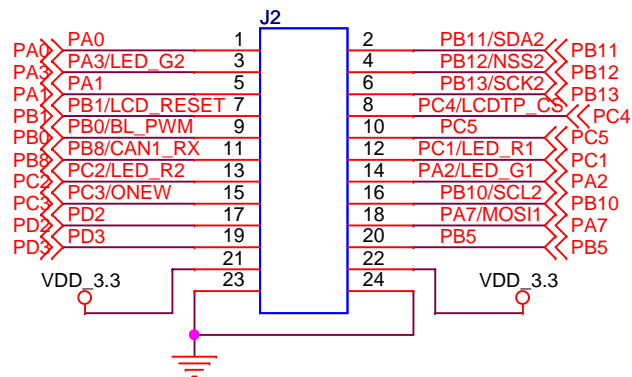 J2
PA0 PA0 1 2 PB11/SDA2 PB11
PA3 PA3/LED_G2 3 4 PB12/NSS2 PB12
PA1 PA1 5 6 PB13/SCK2 PB13
PB1 PB1/LCD_RESET 7 8 PC4/LCDTP_CS PC4
PB0 PB0/BL_PWM 9 10 PC5 PC5
PB8 PB8/CAN1_RX 11 12 PC1/LED_R1 PC1
PC2 PC2/LED_R2 13 14 PA2/LED_G1 PA2
PC3 PC3/ONEW 15 16 PB10/SCL2 PB10
PD2 PD2 17 18 PA7/MOSI1 PA7
PD3 PD3 19 20 PB5 PB5
21 22
VDD_3.3 23 24 VDD_3.3